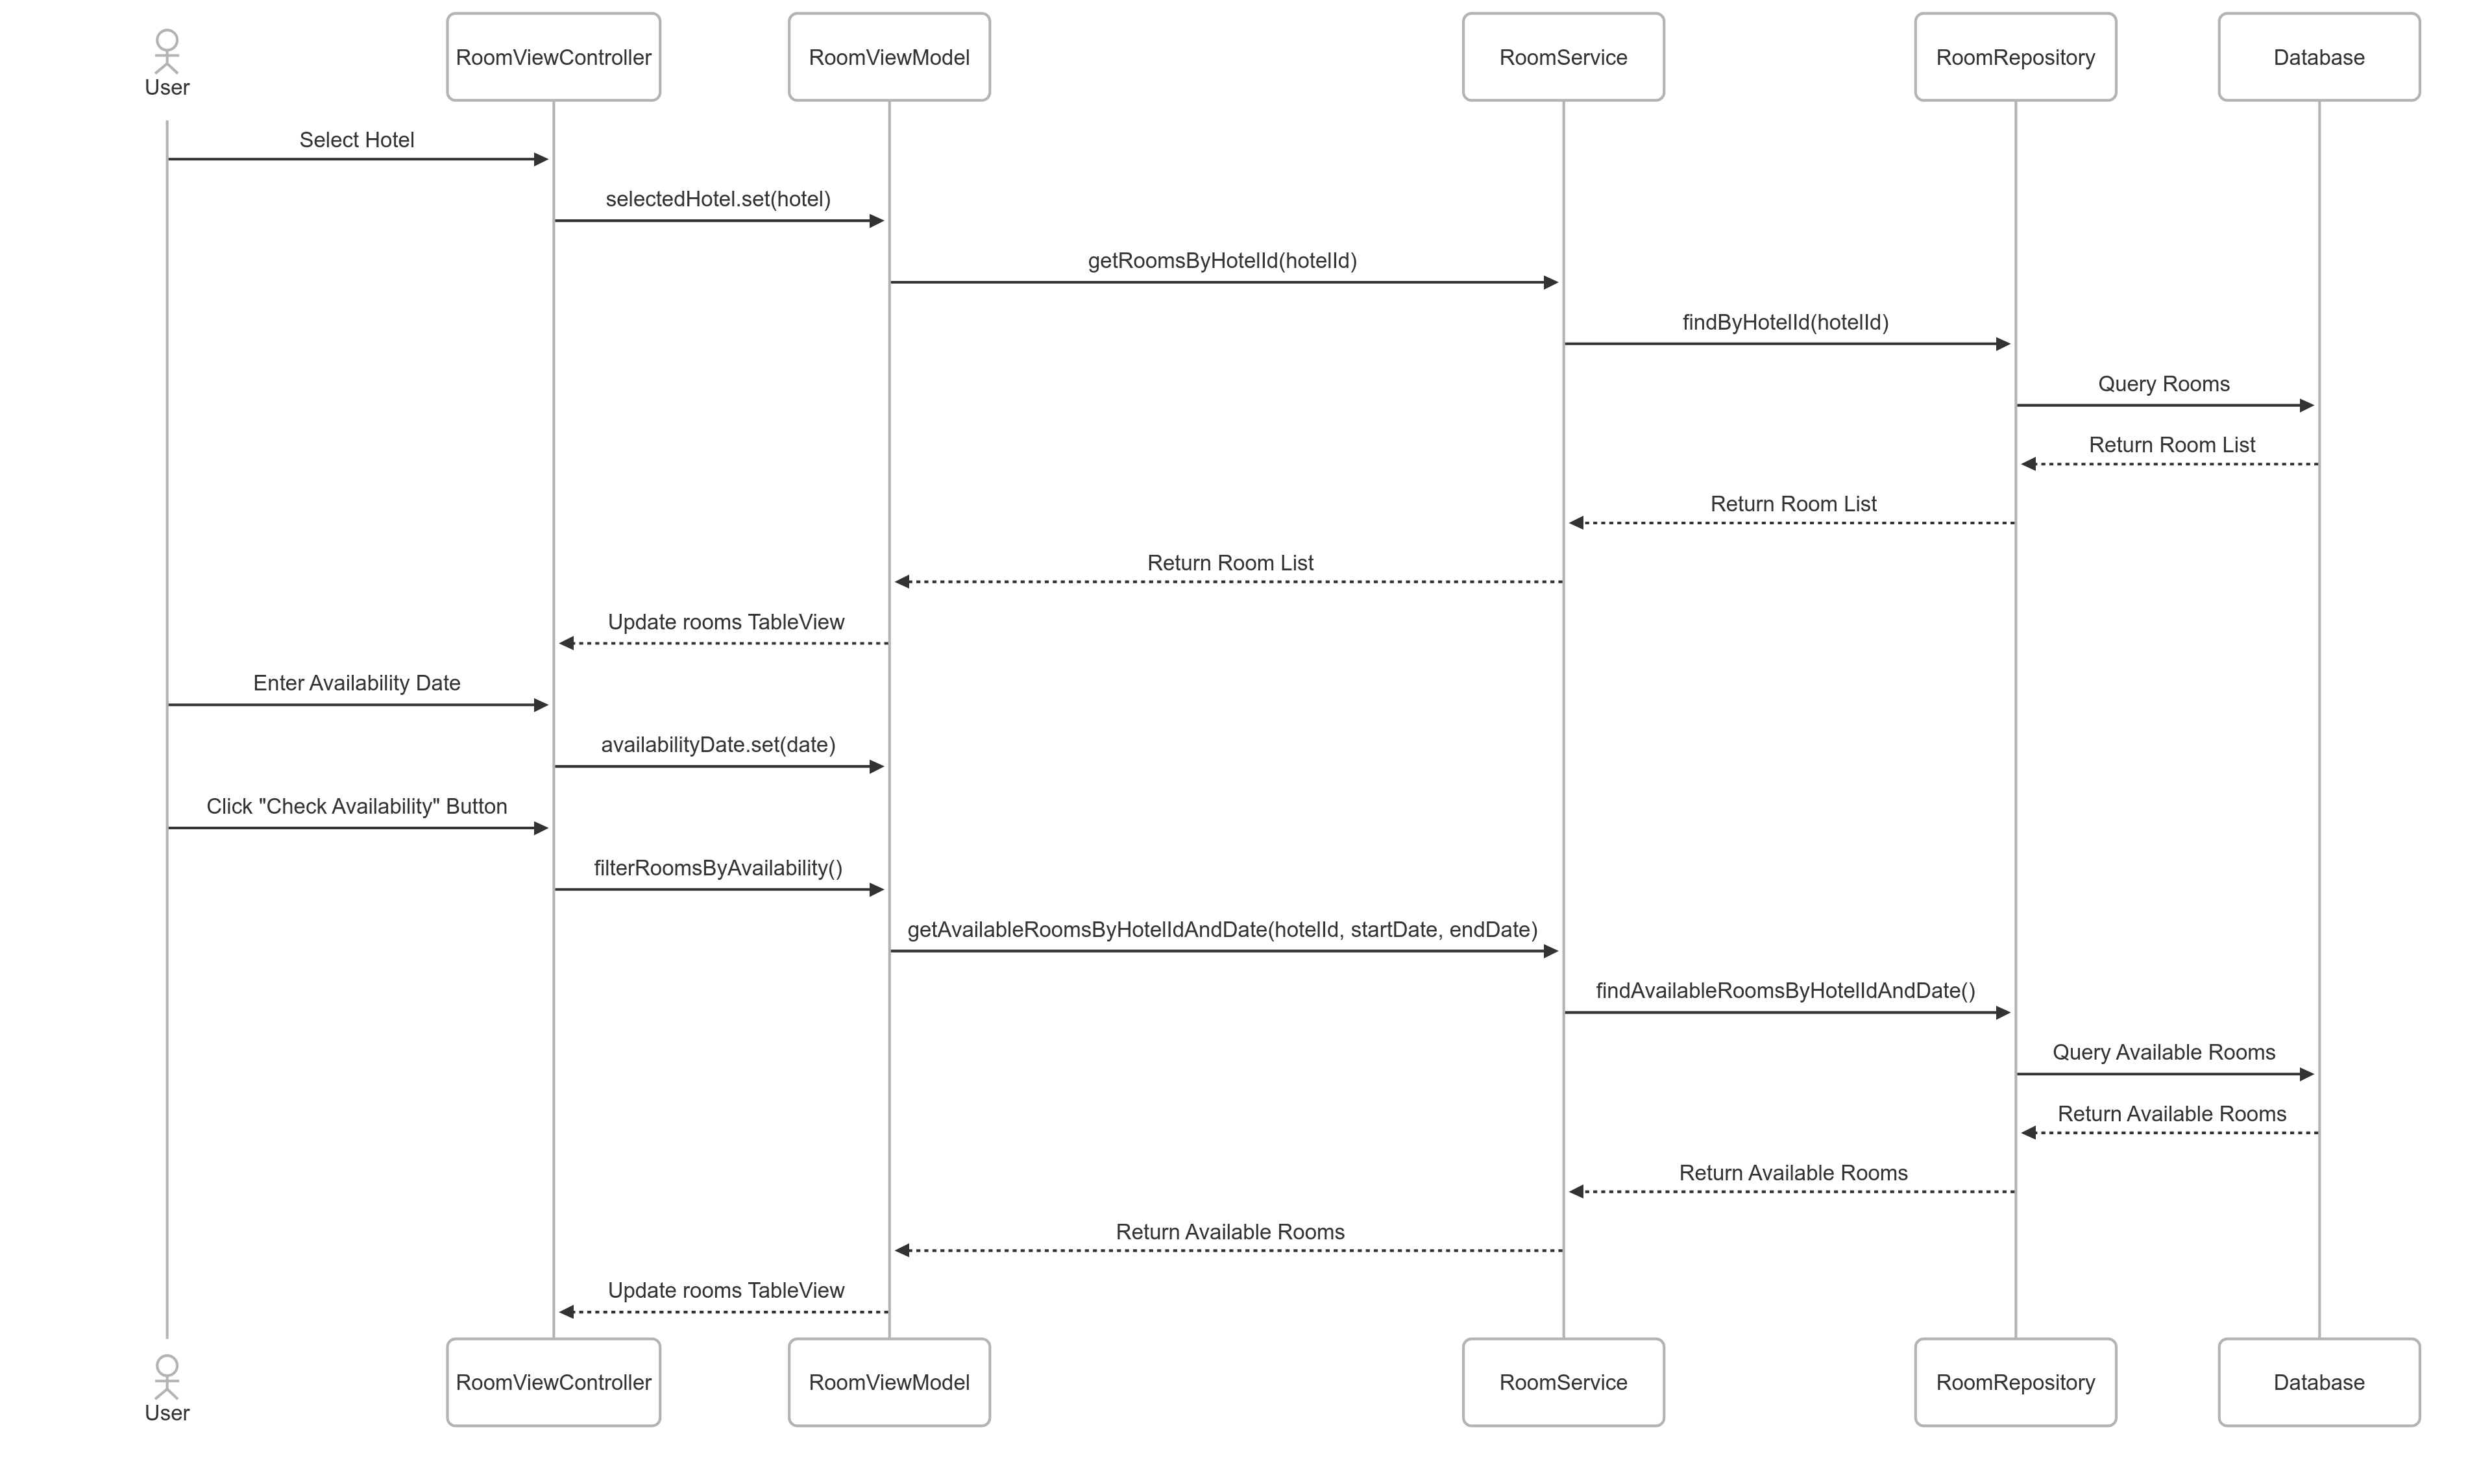 User
RoomViewController
RoomViewModel
RoomService
RoomRepository
Database
Select Hotel
selectedHotel.set(hotel)
getRoomsByHotelId(hotelId)
findByHotelId(hotelId)
Query Rooms
Return Room List
Return Room List
Return Room List
Update rooms TableView
Enter Availability Date
availabilityDate.set(date)
Click "Check Availability" Button
filterRoomsByAvailability()
getAvailableRoomsByHotelIdAndDate(hotelId, startDate, endDate)
findAvailableRoomsByHotelIdAndDate()
Query Available Rooms
Return Available Rooms
Return Available Rooms
Return Available Rooms
Update rooms TableView
User
RoomViewController
RoomViewModel
RoomService
RoomRepository
Database